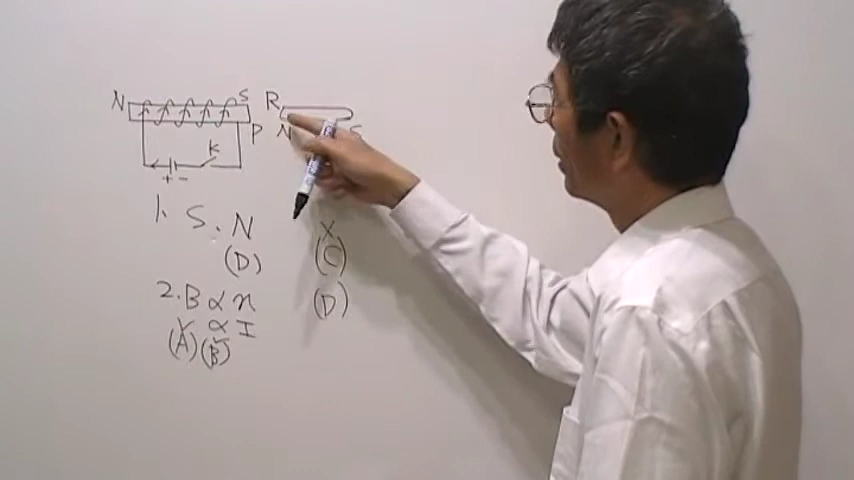 N S R
P N S
K
+ -
1. S. N X
(D) (C)
2. B ∝ n (D)
∝ I
(A) (B)